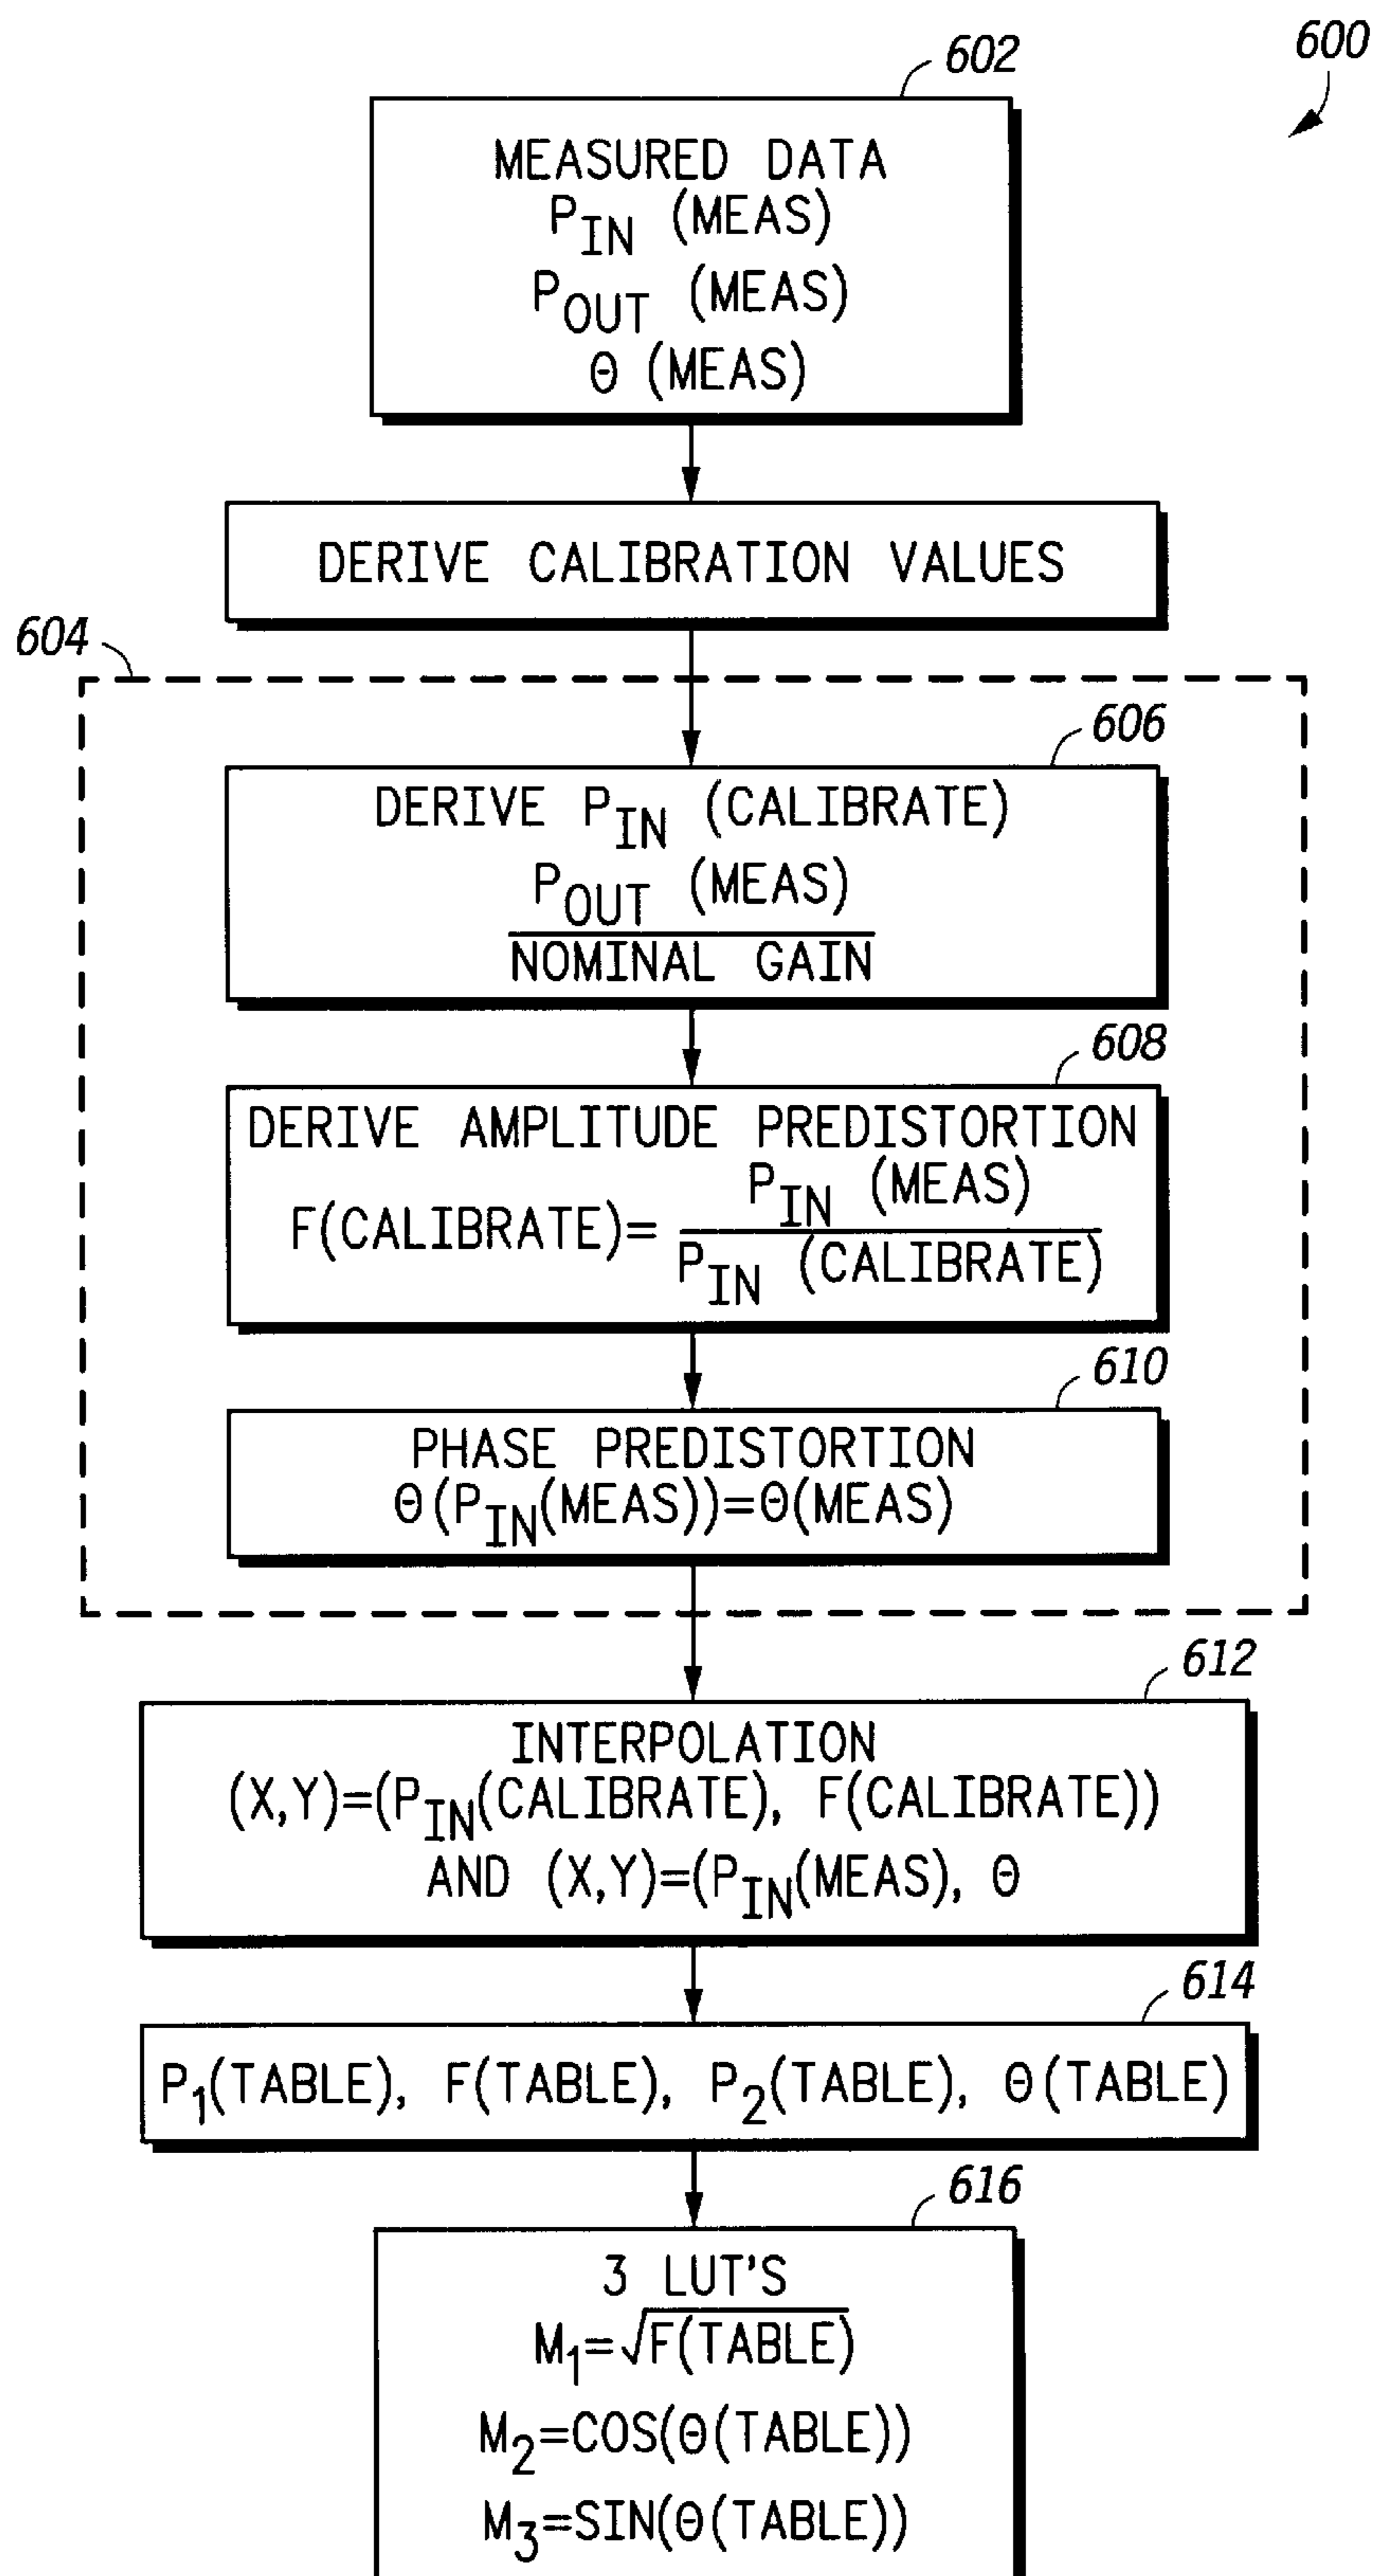 600
602
MEASURED DATA
P_IN (MEAS)
P_OUT (MEAS)
Θ (MEAS)
DERIVE CALIBRATION VALUES
604
606
DERIVE P_IN (CALIBRATE)
P_OUT (MEAS)
NOMINAL GAIN
608
DERIVE AMPLITUDE PREDISTORTION
P_IN (MEAS)
F(CALIBRATE)=
P_IN (CALIBRATE)
610
PHASE PREDISTORTION
Θ(P_IN(MEAS))=Θ(MEAS)
612
INTERPOLATION
(X,Y)=(P_IN(CALIBRATE), F(CALIBRATE))
AND (X,Y)=(P_IN(MEAS), Θ
614
P_1(TABLE), F(TABLE), P_2(TABLE), Θ(TABLE)
616
3 LUT'S
M_1=√F(TABLE)
M_2=COS(Θ(TABLE))
M_3=SIN(Θ(TABLE))